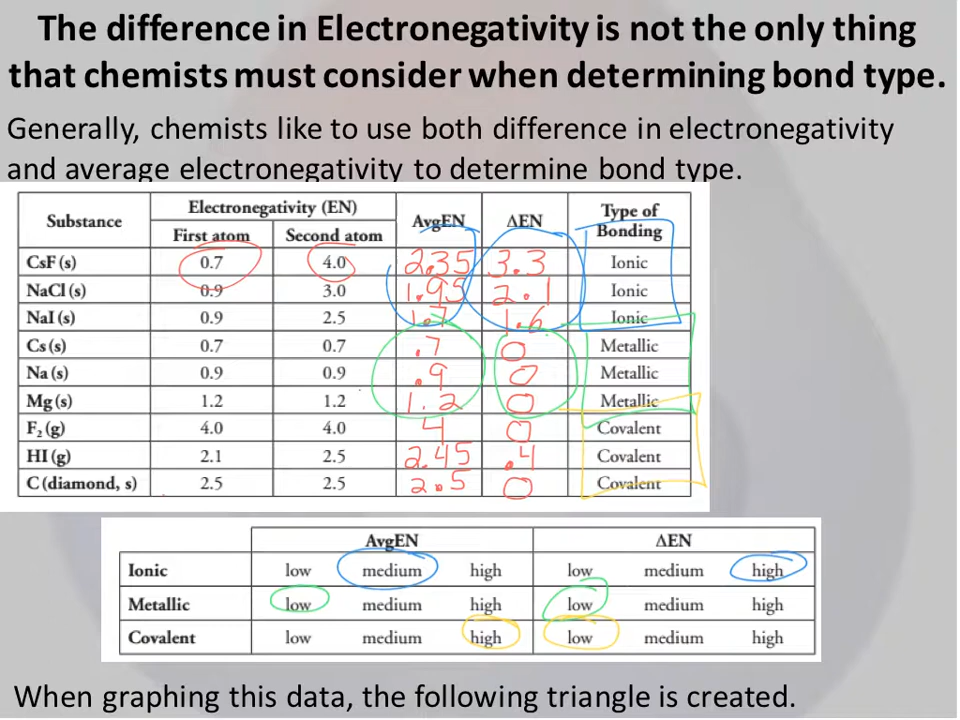 The difference in Electronegativity is not the only thing
that chemists must consider when determining bond type.
Generally, chemists like to use both difference in electronegativity
and average electronegativity to determine bond type.
Substance Electronegativity (EN) AvgEN ΔEN Type of Bonding
First atom Second atom
CsF (s) 0.7 4.0 2.35 3.3 Ionic
NaCl (s) 0.9 3.0 1.95 2.1 Ionic
NaI (s) 0.9 2.5 1.7 1.6 Ionic
Cs (s) 0.7 0.7 .7 0 Metallic
Na (s) 0.9 0.9 .9 0 Metallic
Mg (s) 1.2 1.2 1.2 0 Metallic
F₂ (g) 4.0 4.0 4 0 Covalent
HI (g) 2.1 2.5 2.45 .4 Covalent
C (diamond, s) 2.5 2.5 2.5 0 Covalent
AvgEN ΔEN
Ionic low medium high low medium high
Metallic low medium high low medium high
Covalent low medium high low medium high
When graphing this data, the following triangle is created.